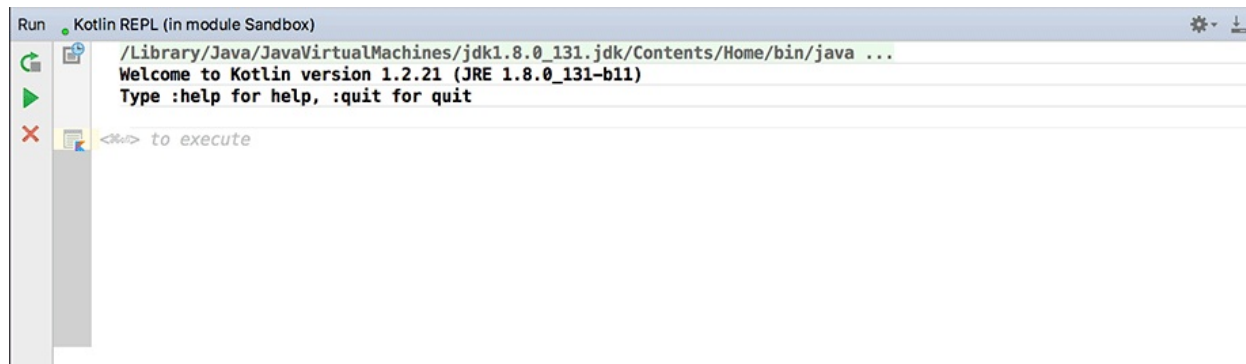 Run Kotlin REPL (in module Sandbox)
/Library/Java/JavaVirtualMachines/jdk1.8.0_131.jdk/Contents/Home/bin/java ...
Welcome to Kotlin version 1.2.21 (JRE 1.8.0_131-b11)
Type :help for help, :quit for quit
<⌘⏎> to execute